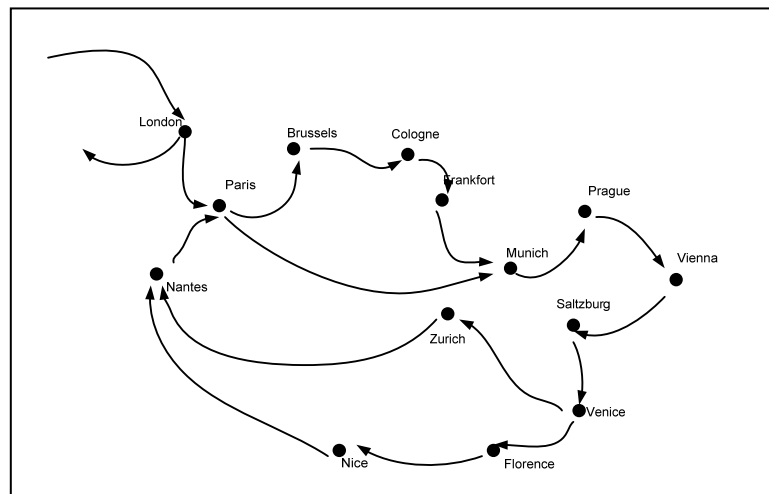 London
Brussels
Cologne
Frankfort
Paris
Prague
Munich
Vienna
Nantes
Saltzburg
Zurich
Venice
Nice
Florence